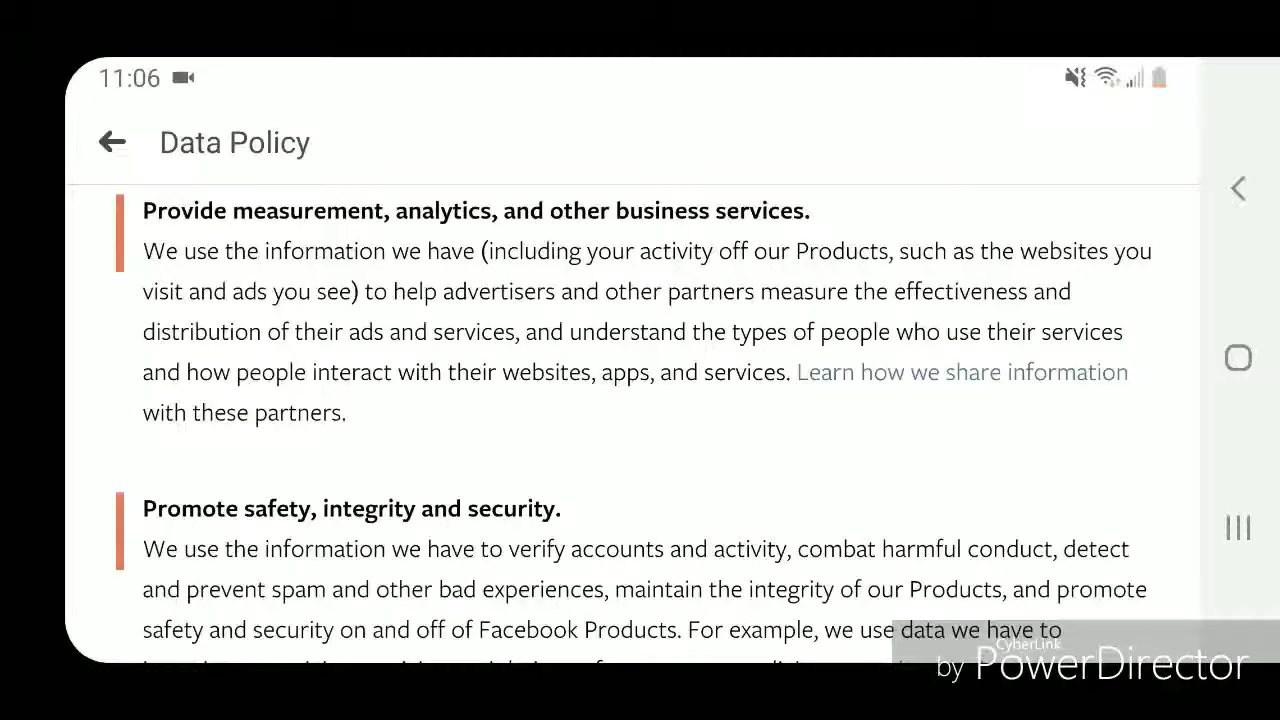 11:06
Data Policy
Provide measurement, analytics, and other business services.
We use the information we have (including your activity off our Products, such as the websites you
visit and ads you see) to help advertisers and other partners measure the effectiveness and
distribution of their ads and services, and understand the types of people who use their services
and how people interact with their websites, apps, and services. Learn how we share information
with these partners.
Promote safety, integrity and security.
We use the information we have to verify accounts and activity, combat harmful conduct, detect
and prevent spam and other bad experiences, maintain the integrity of our Products, and promote
safety and security on and off of Facebook Products. For example, we use data we have to
CyberLink
by PowerDirector